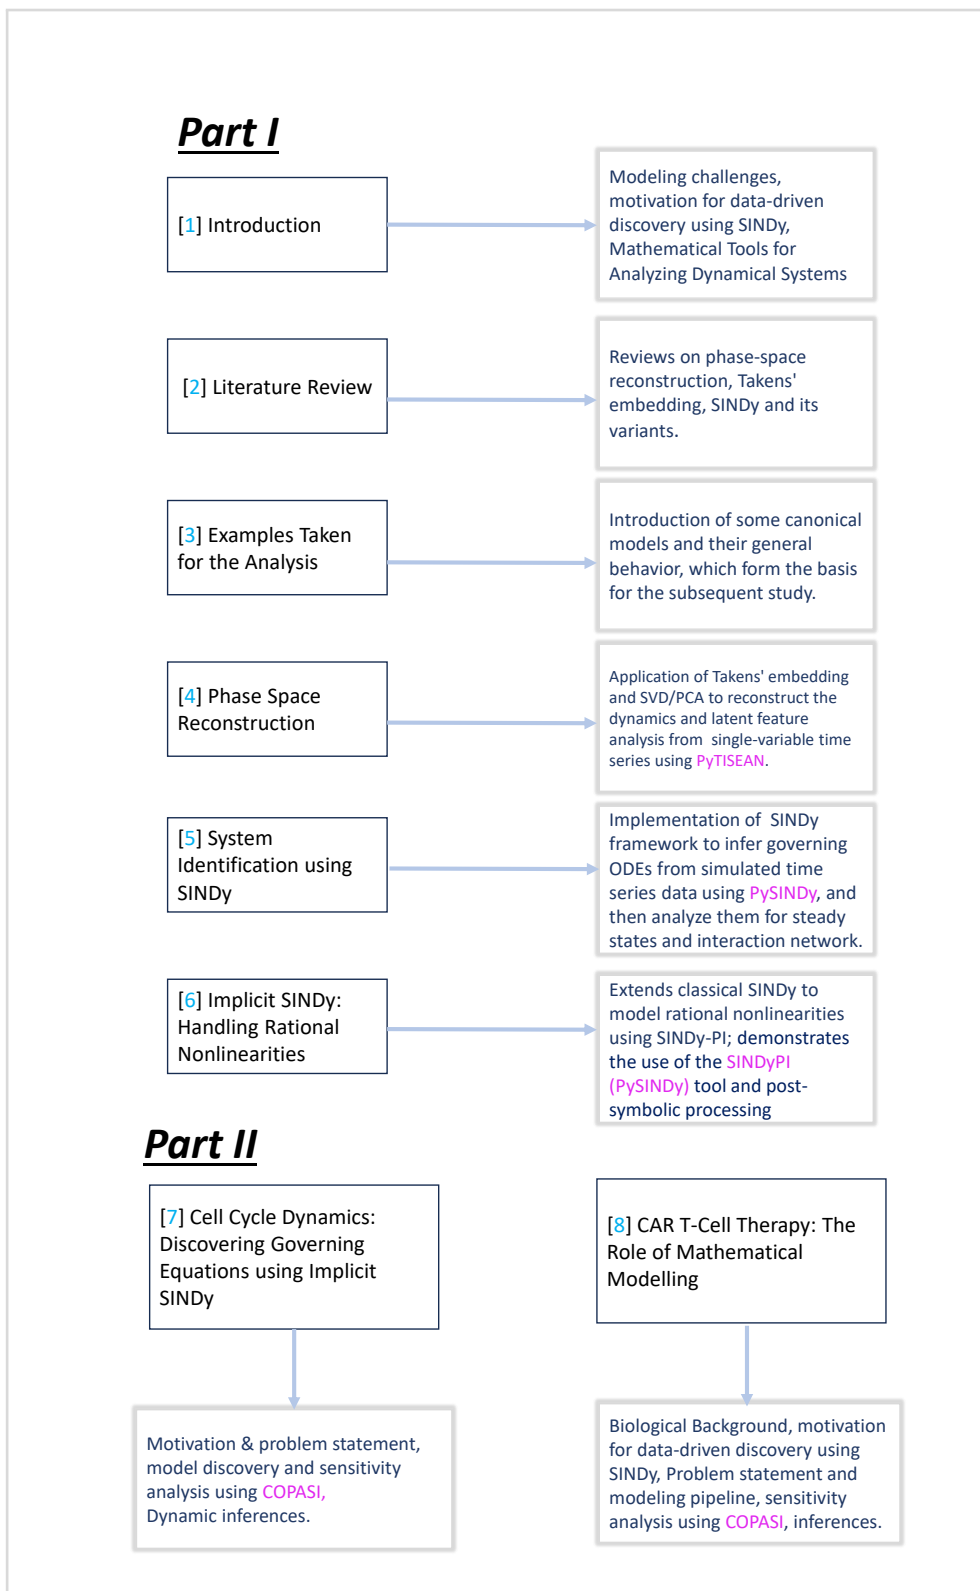 Part I
[1] Introduction
Modeling challenges,
motivation for data-driven
discovery using SINDy,
Mathematical Tools for
Analyzing Dynamical Systems
[2] Literature Review
Reviews on phase-space
reconstruction, Takens'
embedding, SINDy and its
variants.
[3] Examples Taken
for the Analysis
Introduction of some canonical
models and their general
behavior, which form the basis
for the subsequent study.
[4] Phase Space
Reconstruction
Application of Takens' embedding
and SVD/PCA to reconstruct the
dynamics and latent feature
analysis from single-variable time
series using PyTISEAN.
[5] System
Identification using
SINDy
Implementation of SINDy
framework to infer governing
ODEs from simulated time
series data using PySINDy, and
then analyze them for steady
states and interaction network.
[6] Implicit SINDy:
Handling Rational
Nonlinearities
Extends classical SINDy to
model rational nonlinearities
using SINDy-PI; demonstrates
the use of the SINDyPI
(PySINDy) tool and post-
symbolic processing
Part II
[7] Cell Cycle Dynamics:
Discovering Governing
Equations using Implicit
SINDy
Motivation & problem statement,
model discovery and sensitivity
analysis using COPASI,
Dynamic inferences.
[8] CAR T-Cell Therapy: The
Role of Mathematical
Modelling
Biological Background, motivation
for data-driven discovery using
SINDy, Problem statement and
modeling pipeline, sensitivity
analysis using COPASI, inferences.